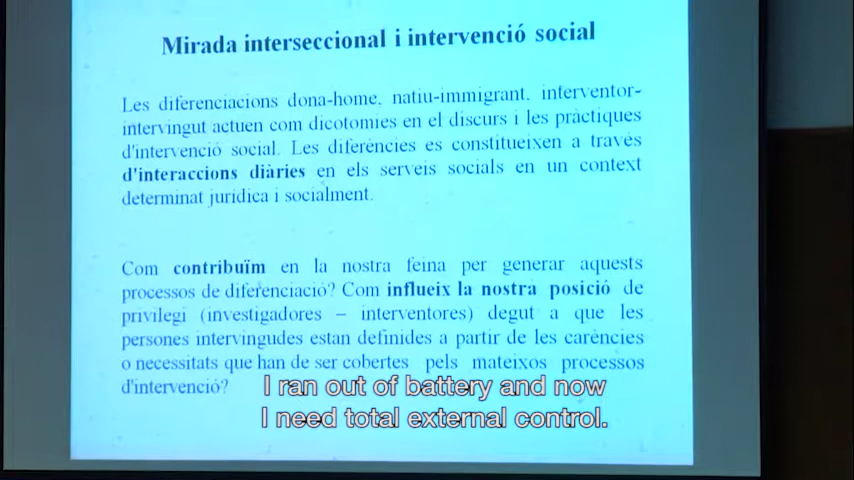 Mirada interseccional i intervenció social
Les diferenciacions dona-home, natiu-immigrant, interventor-
intervingut actuen com dicotomies en el discurs i les pràctiques
d'intervenció social. Les diferències es constitueixen a través
d'interaccions diàries en els serveis socials en un context
determinat jurídica i socialment.
Com contribuïm en la nostra feina per generar aquests
processos de diferenciació? Com influeix la nostra posició de
privilegi (investigadores – interventores) degut a que les
persones intervingudes estan definides a partir de les carències
o necessitats que han de ser cobertes pels mateixos processos
d'intervenció?
I ran out of battery and now
I need total external control.